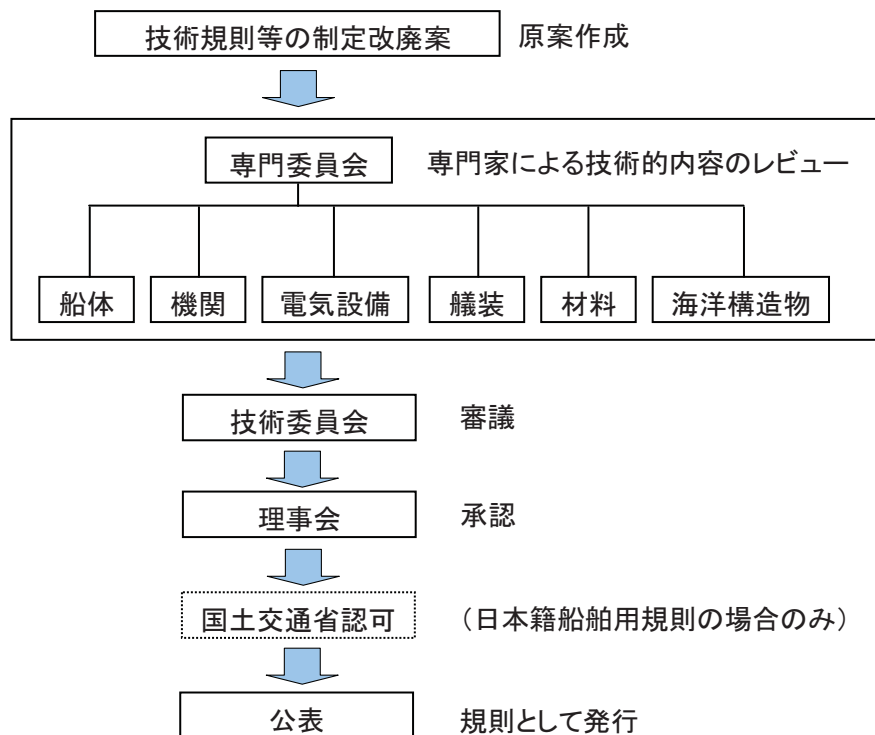 技術規則等の制定改廃案 原案作成
専門委員会 専門家による技術的内容のレビュー
船体 機関 電気設備 艤装 材料 海洋構造物
技術委員会 審議
理事会 承認
国土交通省認可 （日本籍船舶用規則の場合のみ）
公表 規則として発行